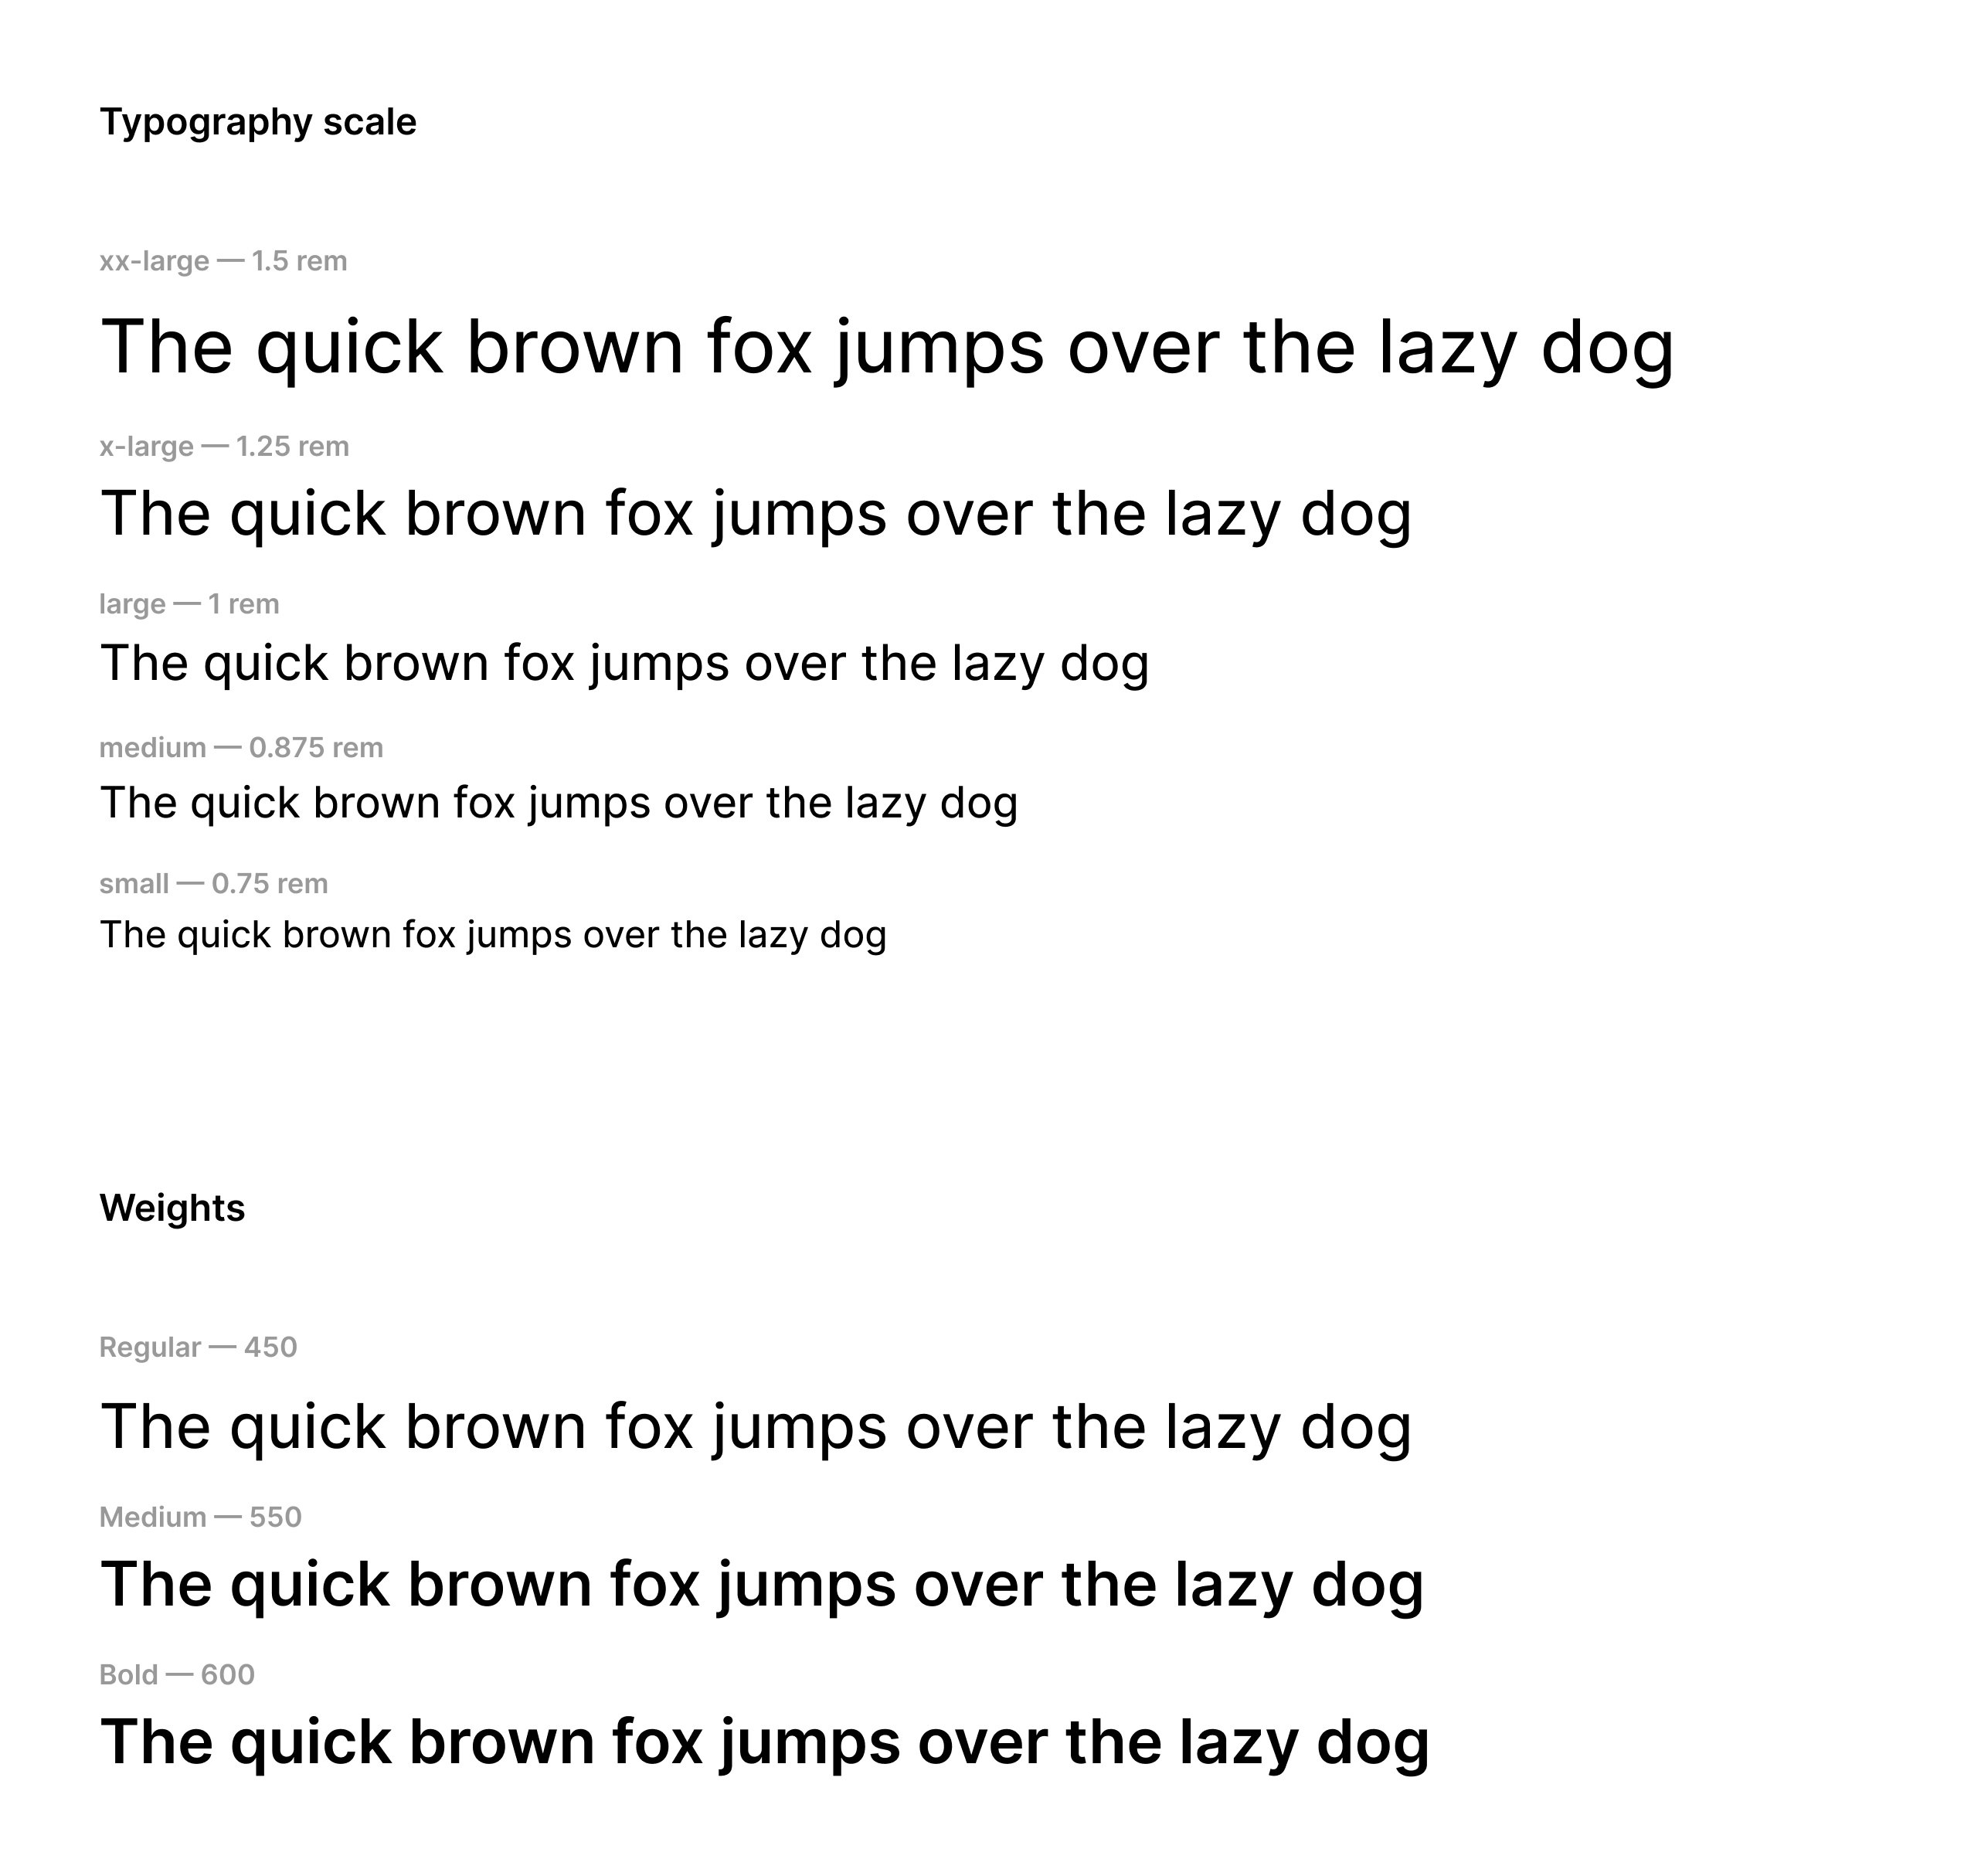 Typography scale
xx-large — 1.5 rem
The quick brown fox jumps over the lazy dog
x-large — 1.25 rem
The quick brown fox jumps over the lazy dog
large — 1 rem
The quick brown fox jumps over the lazy dog
medium — 0.875 rem
The quick brown fox jumps over the lazy dog
small — 0.75 rem
The quick brown fox jumps over the lazy dog
Weights
Regular — 450
The quick brown fox jumps over the lazy dog
Medium — 550
The quick brown fox jumps over the lazy dog
Bold — 600
The quick brown fox jumps over the lazy dog